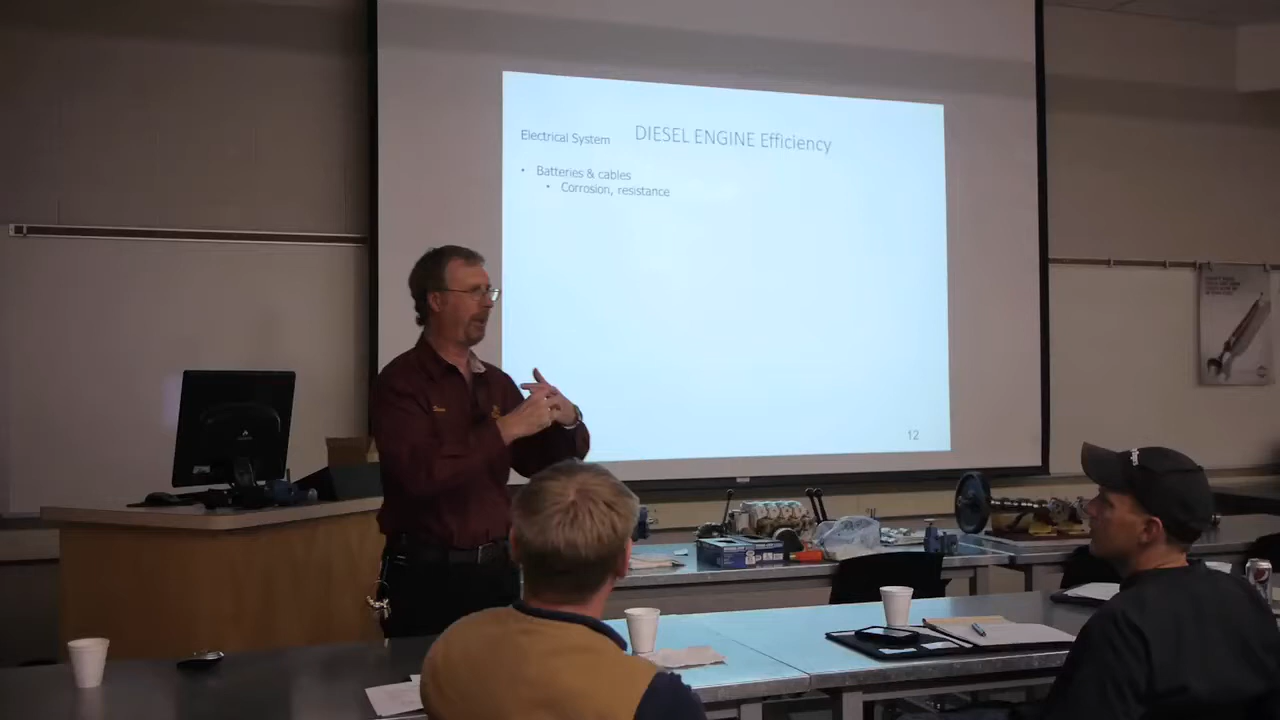 Electrical System DIESEL ENGINE Efficiency
• Batteries & cables
• Corrosion, resistance
12